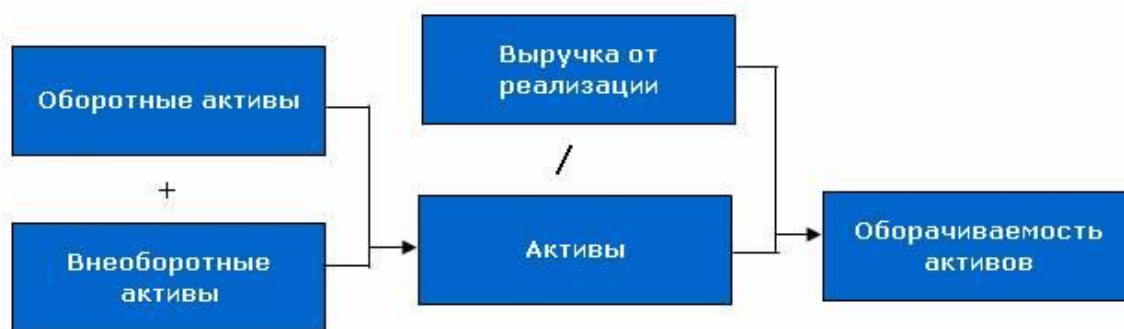 Оборотные активы
+
Внеоборотные
активы
Выручка от
реализации
/
Активы
Оборачиваемость
активов